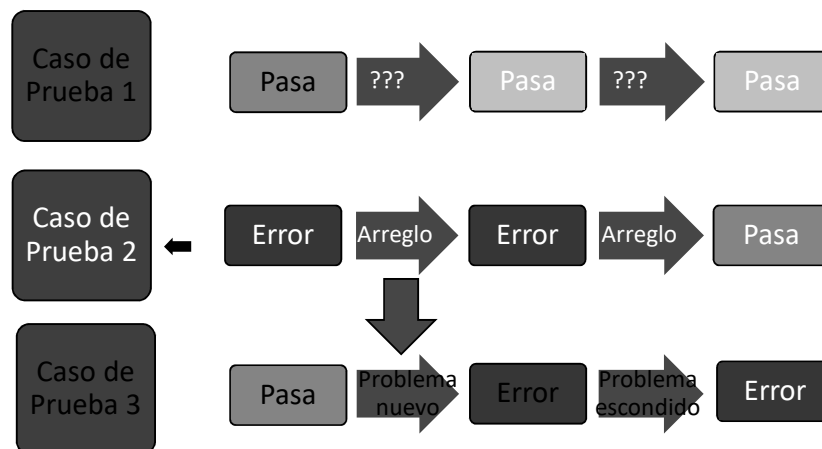 Caso de
Prueba 1
Pasa
???
Pasa
???
Pasa
Caso de
Prueba 2
Error
Arreglo
Error
Arreglo
Pasa
Caso de
Prueba 3
Pasa
Problema
nuevo
Error
Problema
escondido
Error